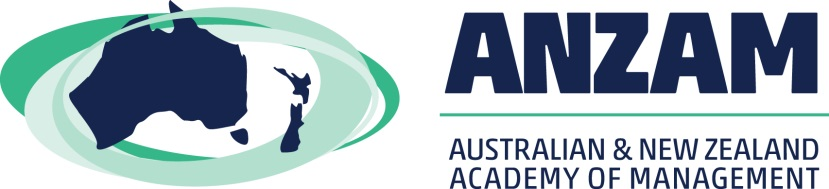 ANZAM
AUSTRALIAN & NEW ZEALAND
ACADEMY OF MANAGEMENT